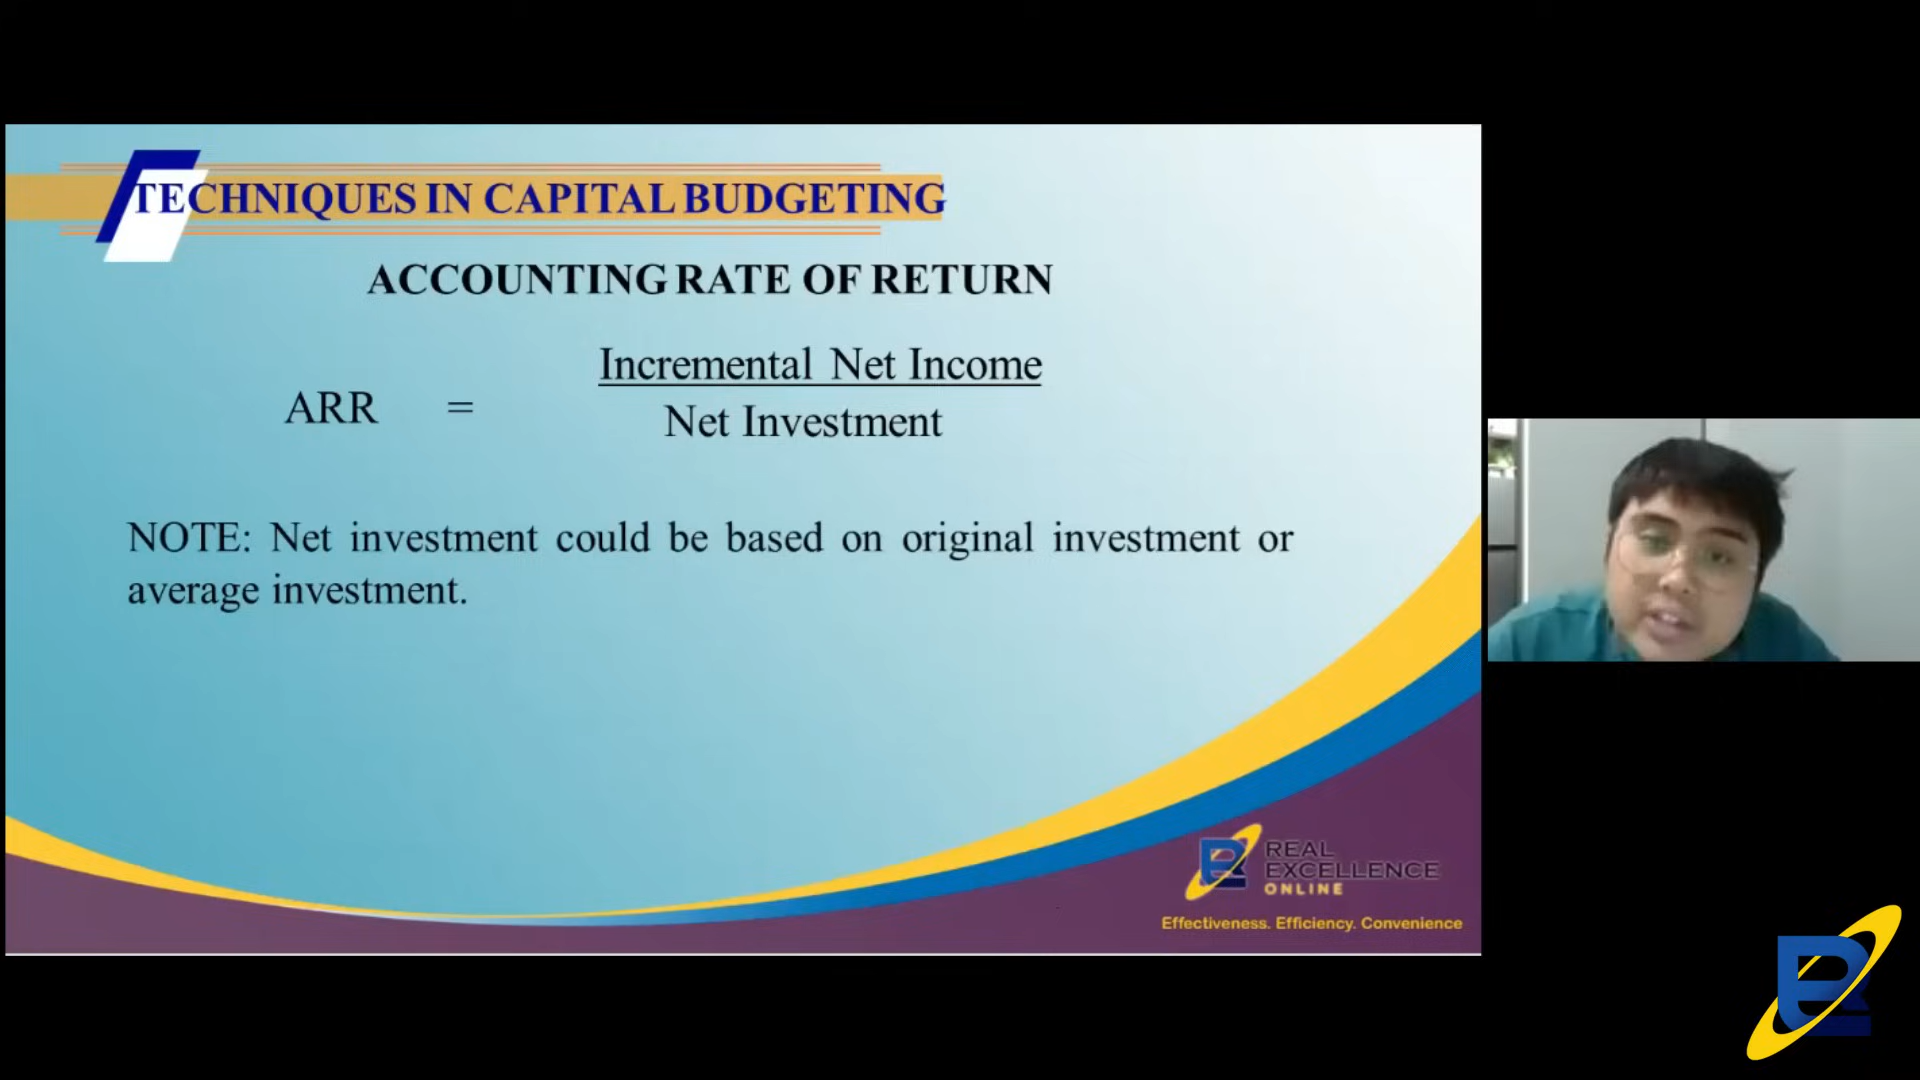 TECHNIQUES IN CAPITAL BUDGETING
ACCOUNTING RATE OF RETURN
Incremental Net Income
ARR =
Net Investment
NOTE: Net investment could be based on original investment or
average investment.
REAL
EXCELLENCE
ONLINE
Effectiveness. Efficiency. Convenience